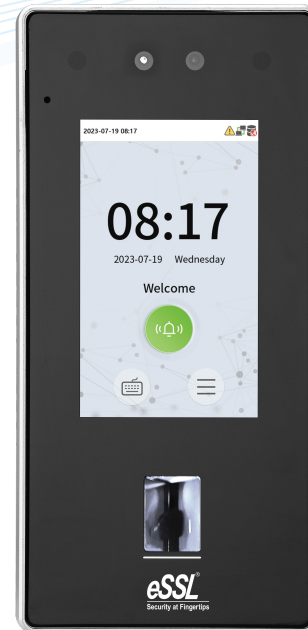 2023-07-19 08:17
08:17
2023-07-19 Wednesday
Welcome
eSSL®
Security at Fingertips